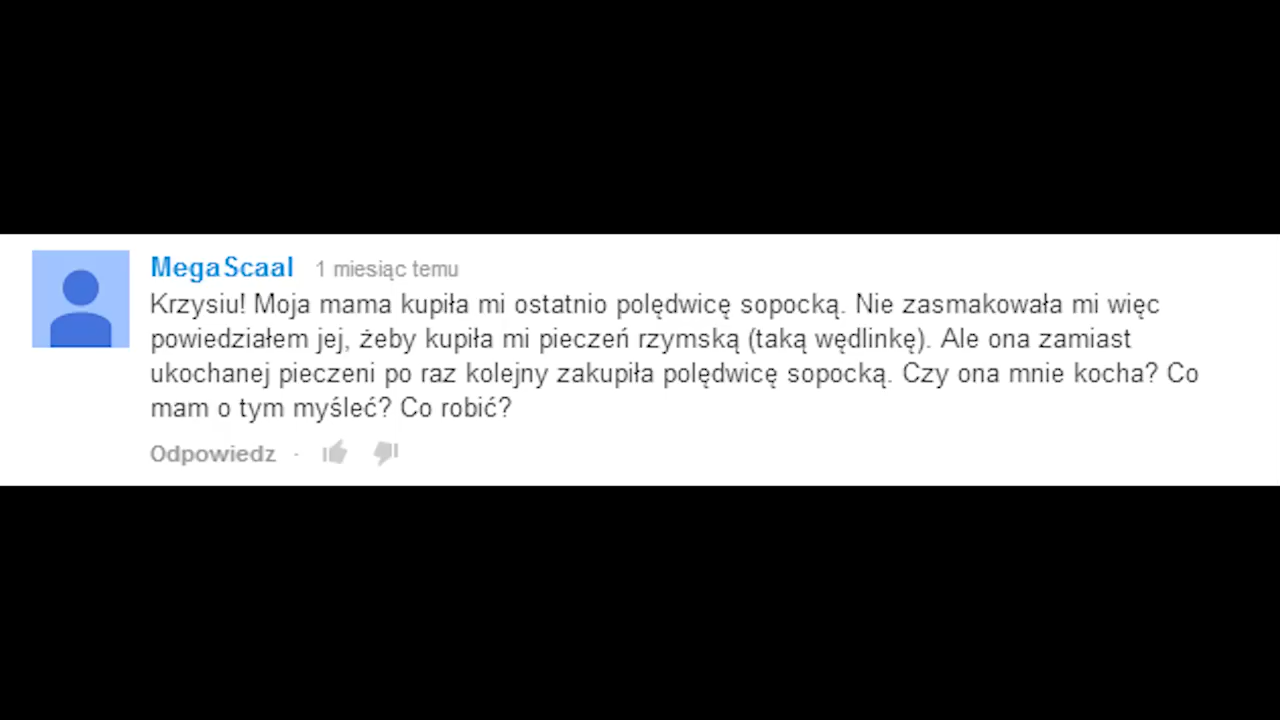 MegaScaal 1 miesiąc temu
Krzysiu! Moja mama kupiła mi ostatnio polędwicę sopocką. Nie zasmakowała mi więc
powiedziałem jej, żeby kupiła mi pieczeń rzymską (taką wędlinkę). Ale ona zamiast
ukochanej pieczeni po raz kolejny zakupiła polędwicę sopocką. Czy ona mnie kocha? Co
mam o tym myśleć? Co robić?
Odpowiedz ·